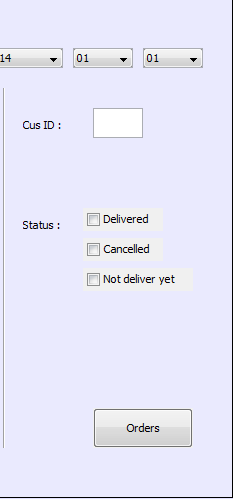 14 01 01
Cus ID :
Status : Delivered
Cancelled
Not deliver yet
Orders